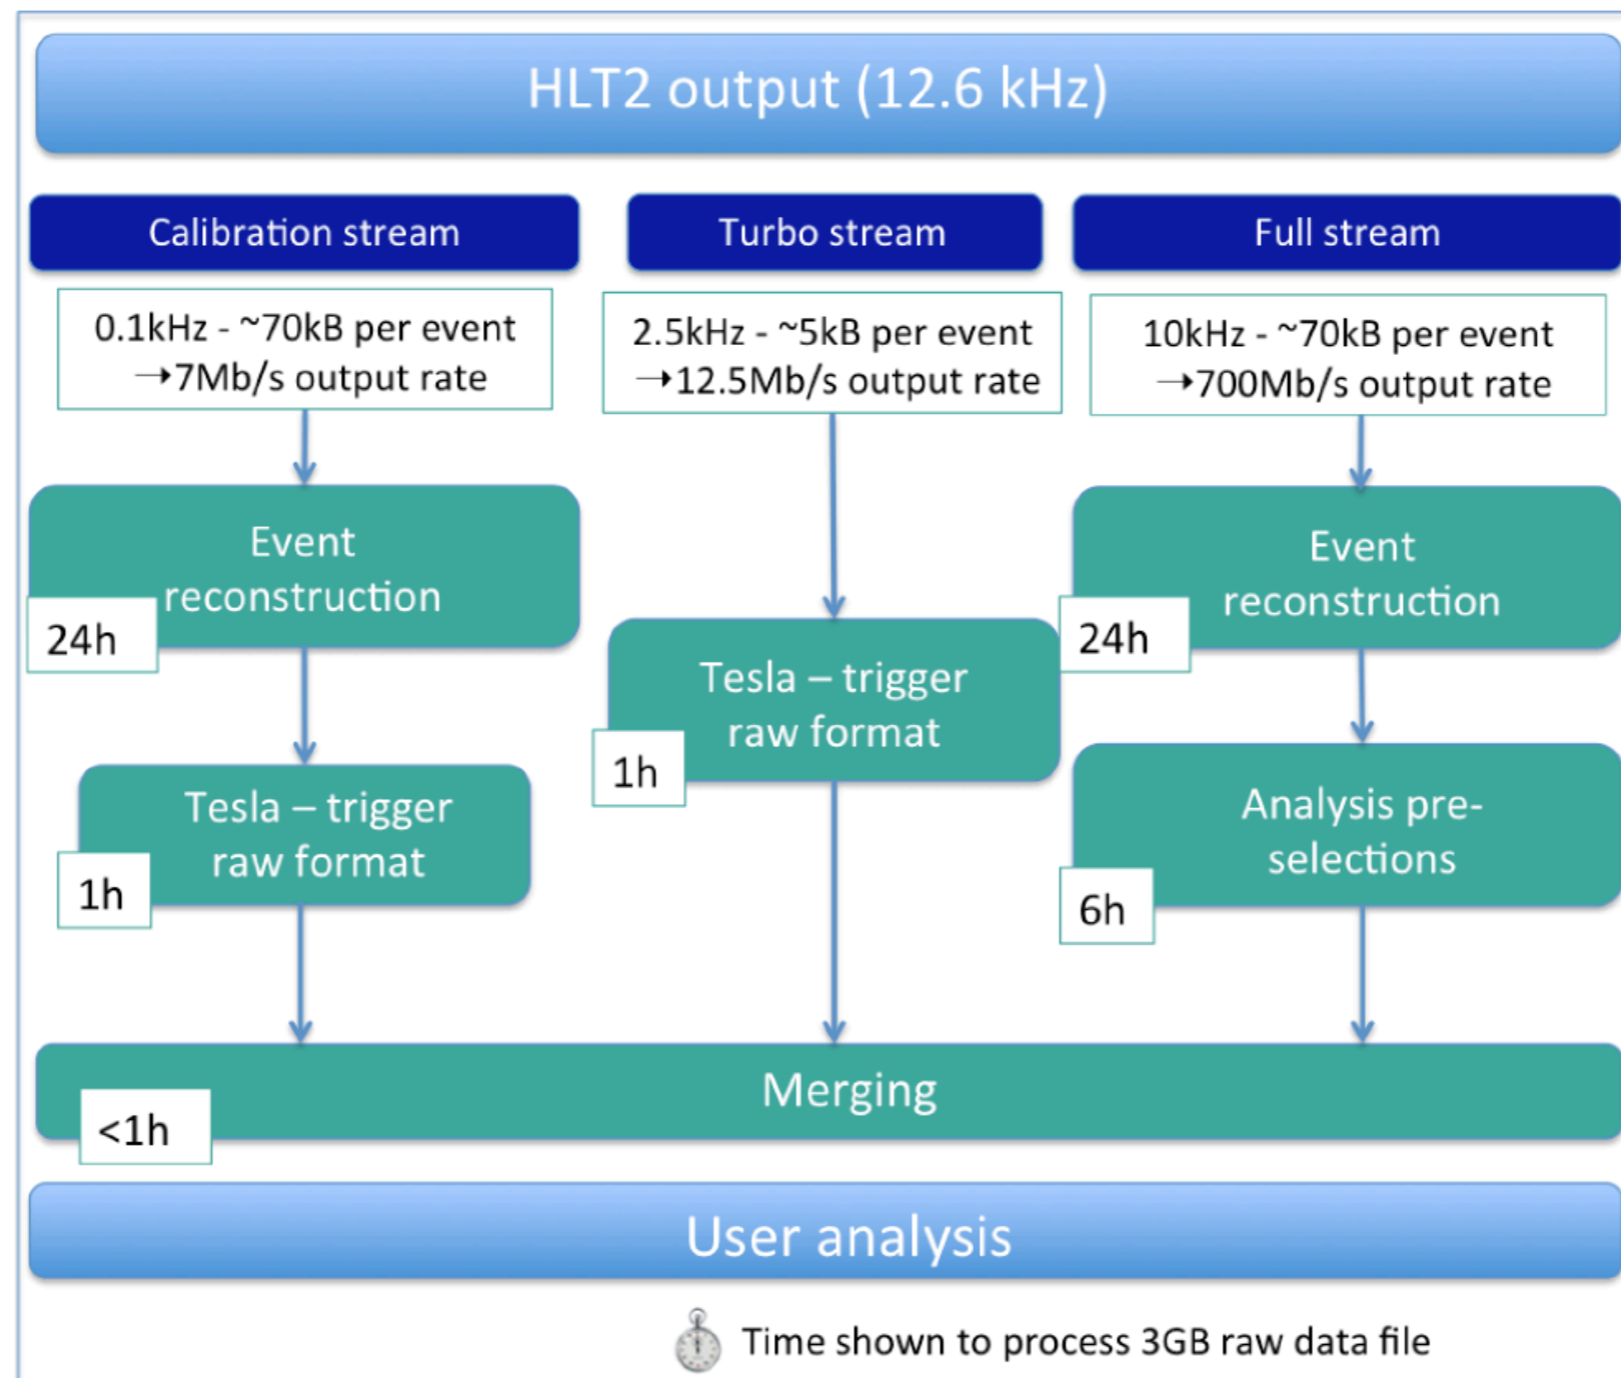 HLT2 output (12.6 kHz)
Calibration stream
Turbo stream
Full stream
0.1kHz - ~70kB per event
→7Mb/s output rate
2.5kHz - ~5kB per event
→12.5Mb/s output rate
10kHz - ~70kB per event
→700Mb/s output rate
Event
reconstruction
24h
Tesla – trigger
raw format
1h
Tesla – trigger
raw format
1h
Event
reconstruction
24h
Analysis pre-
selections
6h
Merging
<1h
User analysis
Time shown to process 3GB raw data file